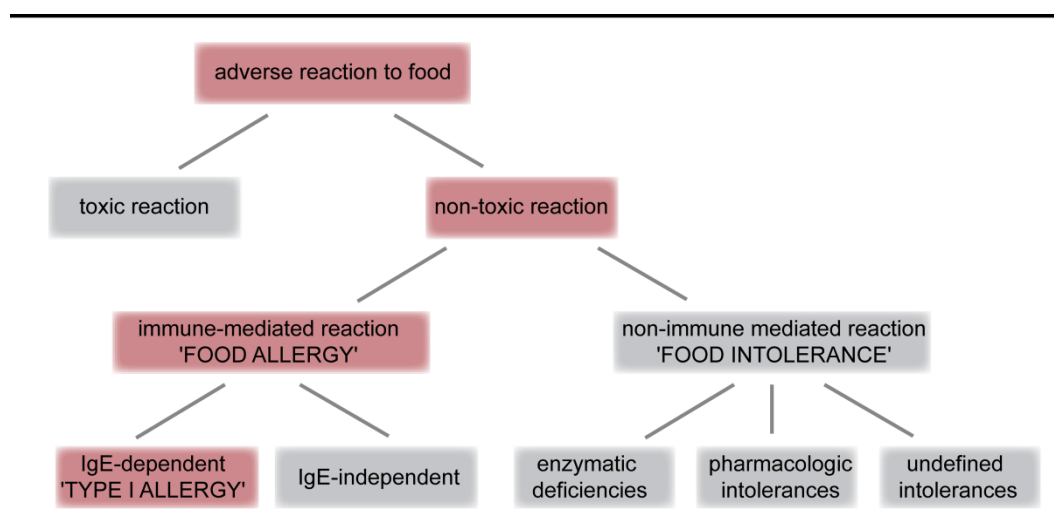 adverse reaction to food
toxic reaction
non-toxic reaction
immune-mediated reaction
'FOOD ALLERGY'
non-immune mediated reaction
'FOOD INTOLERANCE'
IgE-dependent
'TYPE I ALLERGY'
IgE-independent
enzymatic
deficiencies
pharmacologic
intolerances
undefined
intolerances